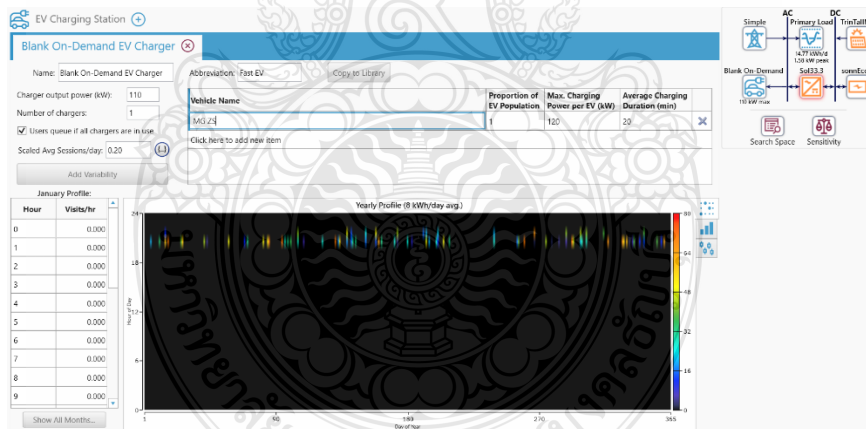 EV Charging Station
Blank On-Demand EV Charger
Name: Blank On-Demand EV Charger
Abbreviation: Fast EV
Copy to Library
Charger output power (kW): 110
Number of chargers: 1
Users queue if all chargers are in use.
Scaled Avg Sessions/day: 0.20
Add Variability
Vehicle Name
Proportion of EV Population
Max. Charging Power per EV (kW)
Average Charging Duration (min)
MG ZS 1 120 20
Click here to add new item
January Profile:
Hour Visits/hr
0 0.000
1 0.000
2 0.000
3 0.000
4 0.000
5 0.000
6 0.000
7 0.000
8 0.000
9 0.000
Show All Months...
Yearly Profile (8 kWh/day avg.)
Hour of Day
24
18
12
6
0
1 90 180 270 365
Day of Year
80
64
48
32
16
0
AC DC
Simple
Primary Load
14.77 kWh/d
1.58 kW peak
Blank On-Demand
110 kW max
Sol33.3
Search Space
Sensitivity